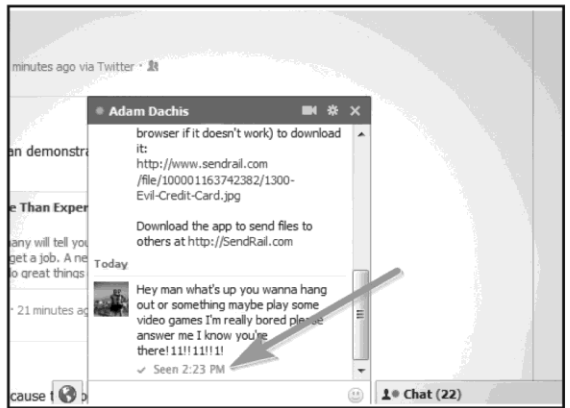 minutes ago via Twitter ·
Adam Dachis
an demonstra
browser if it doesn't work) to download
it:
http://www.sendrail.com
/file/100001163742382/1300-
Evil-Credit-Card.jpg
e Than Exper
any will tell you
get a job. A ne
o great things
Download the app to send files to
others at http://SendRail.com
Today
· 21 minutes ag
Hey man what's up you wanna hang
out or something maybe play some
video games I'm really bored please
answer me I know you're
there!11!!11!!1!
✓ Seen 2:23 PM
cause
Chat (22)